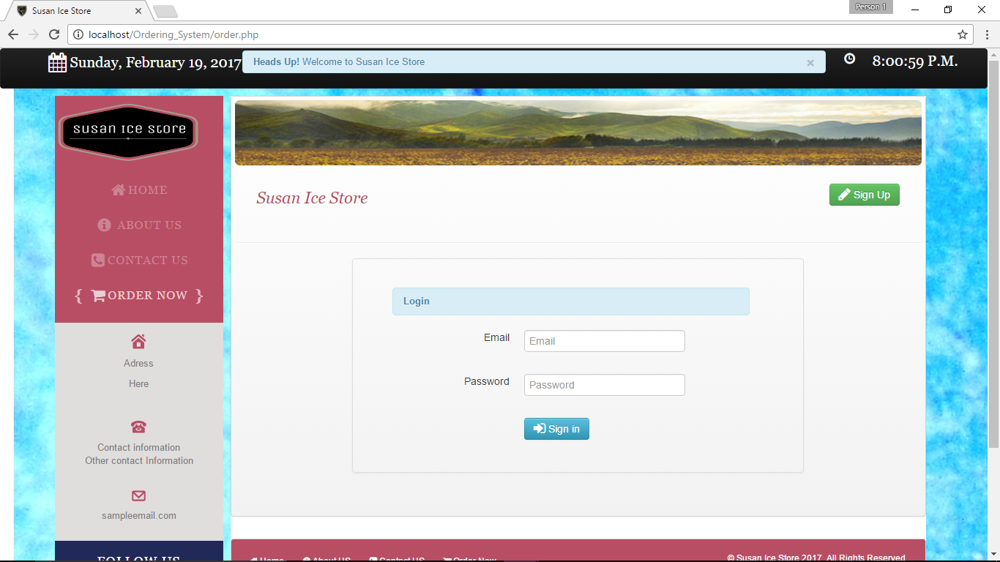 Susan Ice Store
Person 1
localhost/Ordering_System/order.php
Sunday, February 19, 2017
Heads Up! Welcome to Susan Ice Store
×
8:00:59 P.M.
susan Ice Store
HOME
ABOUT US
CONTACT US
{ ORDER NOW }
Adress
Here
Contact information
Other contact Information
sampleemail.com
FOLLOW US
Susan Ice Store
Sign Up
Login
Email
Email
Password
Password
Sign in
Home
About US
Contact US
Order Now
© Susan Ice Store 2017. All Rights Reserved